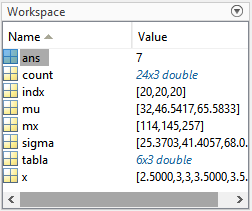 Workspace
Name Value
ans 7
count 24x3 double
indx [20,20,20]
mu [32,46.5417,65.5833]
mx [114,145,257]
sigma [25.3703,41.4057,68.0...
tabla 6x3 double
x [2.5000,3,3,3.5000,3.5...